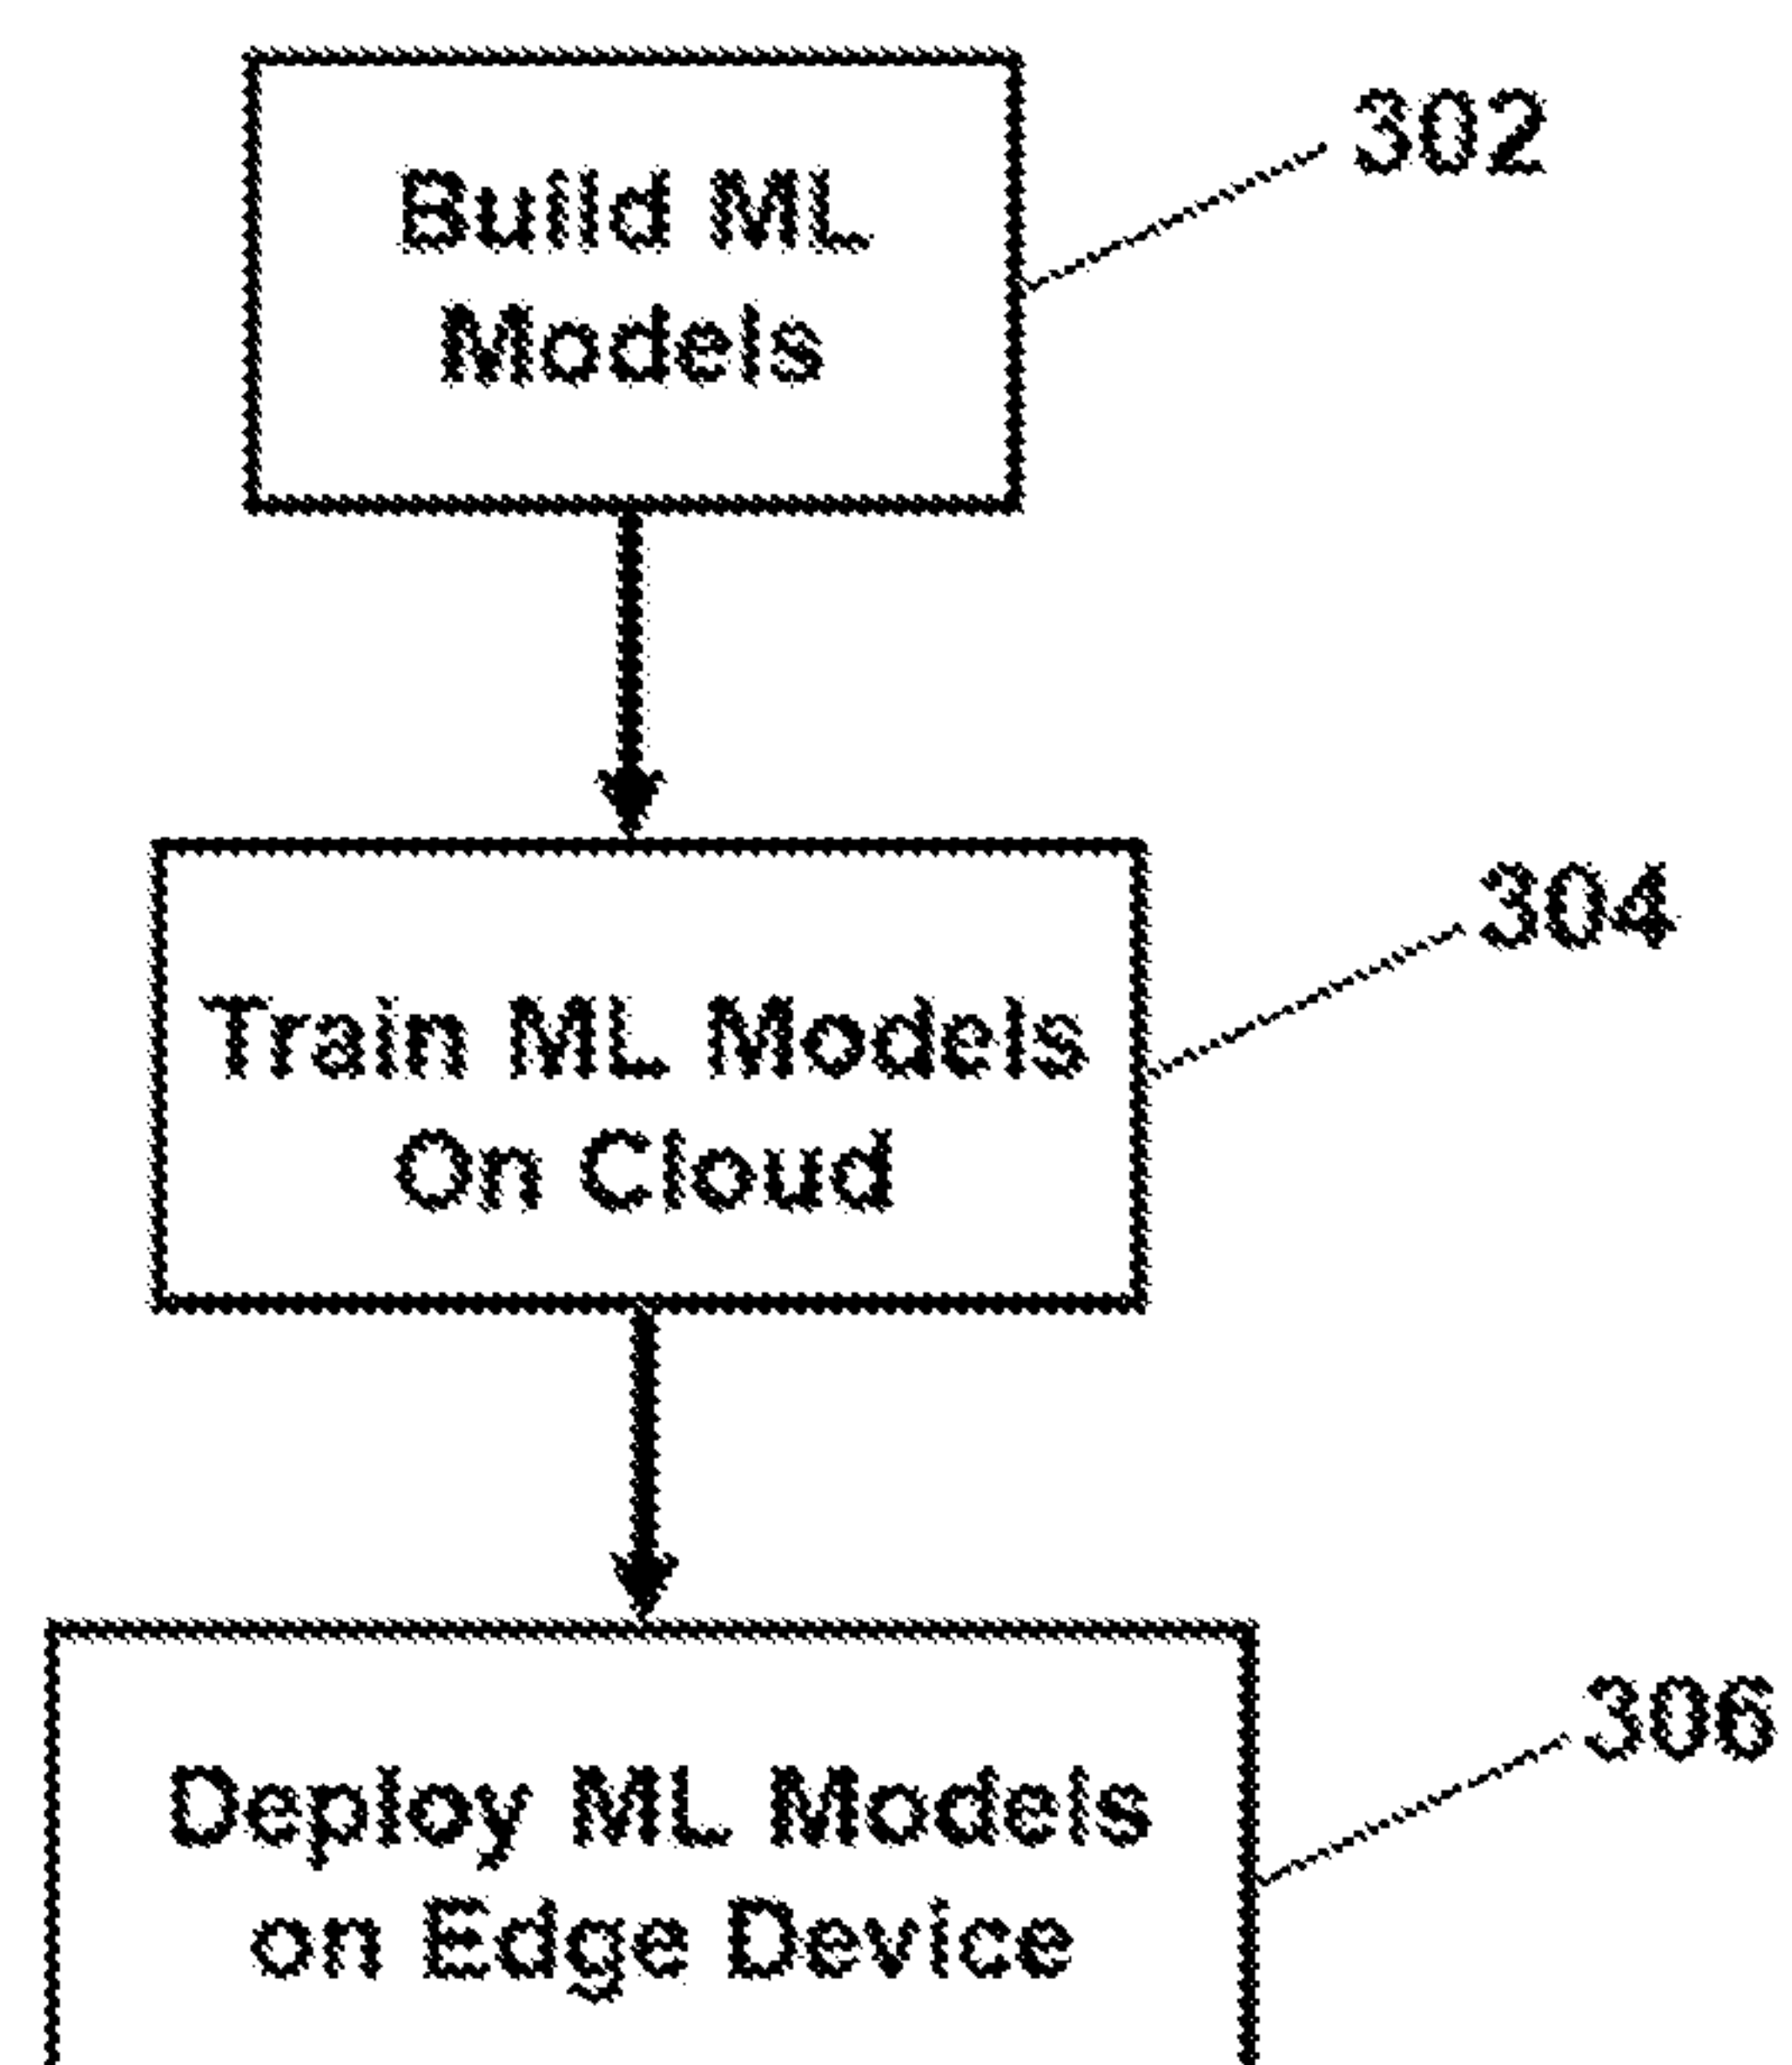 302
Build ML
Models
304
Train ML Models
On Cloud
306
Deploy ML Models
on Edge Device